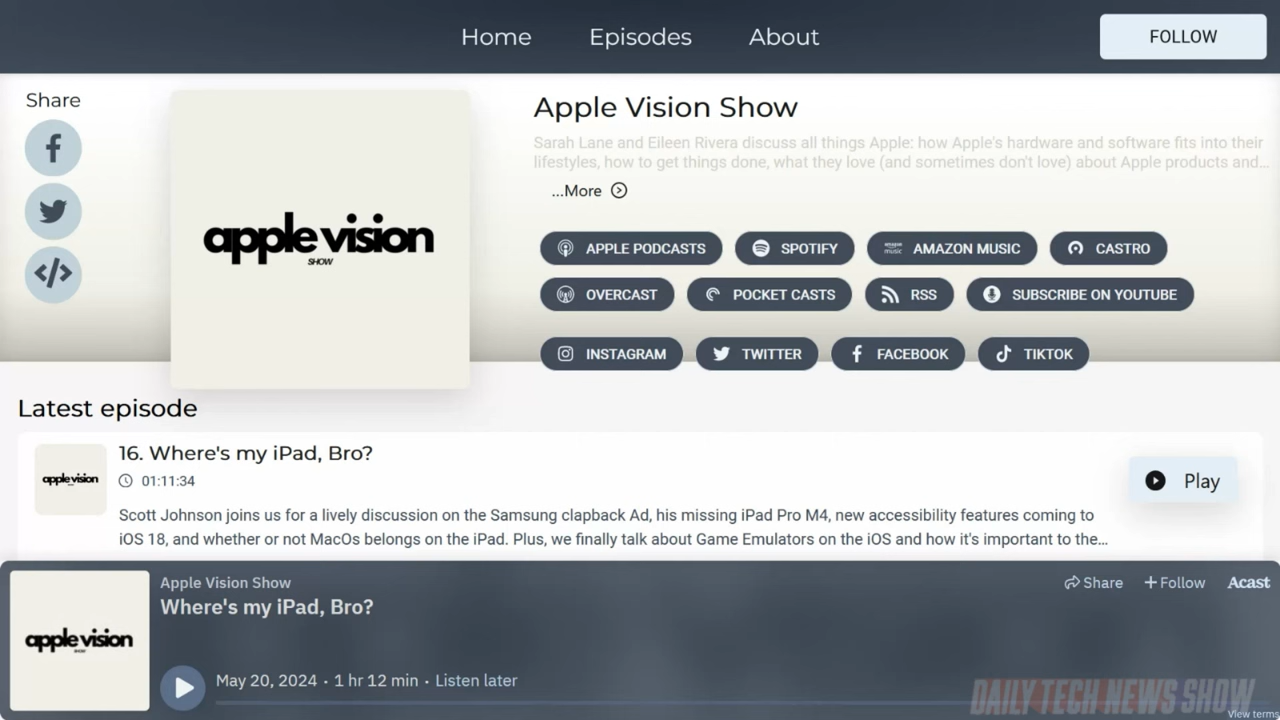 Home Episodes About FOLLOW
Share
apple vision
SHOW
Apple Vision Show
Sarah Lane and Eileen Rivera discuss all things Apple: how Apple's hardware and software fits into their
lifestyles, how to get things done, what they love (and sometimes don't love) about Apple products and...
...More
APPLE PODCASTS SPOTIFY amazon music AMAZON MUSIC CASTRO
OVERCAST POCKET CASTS RSS SUBSCRIBE ON YOUTUBE
INSTAGRAM TWITTER FACEBOOK TIKTOK
Latest episode
apple vision
16. Where's my iPad, Bro?
01:11:34
Play
Scott Johnson joins us for a lively discussion on the Samsung clapback Ad, his missing iPad Pro M4, new accessibility features coming to
iOS 18, and whether or not MacOs belongs on the iPad. Plus, we finally talk about Game Emulators on the iOS and how it's important to the...
apple vision
SHOW
Apple Vision Show
Where's my iPad, Bro?
Share +Follow Acast
May 20, 2024 · 1 hr 12 min · Listen later
DAILY TECH NEWS SHOW
View terms